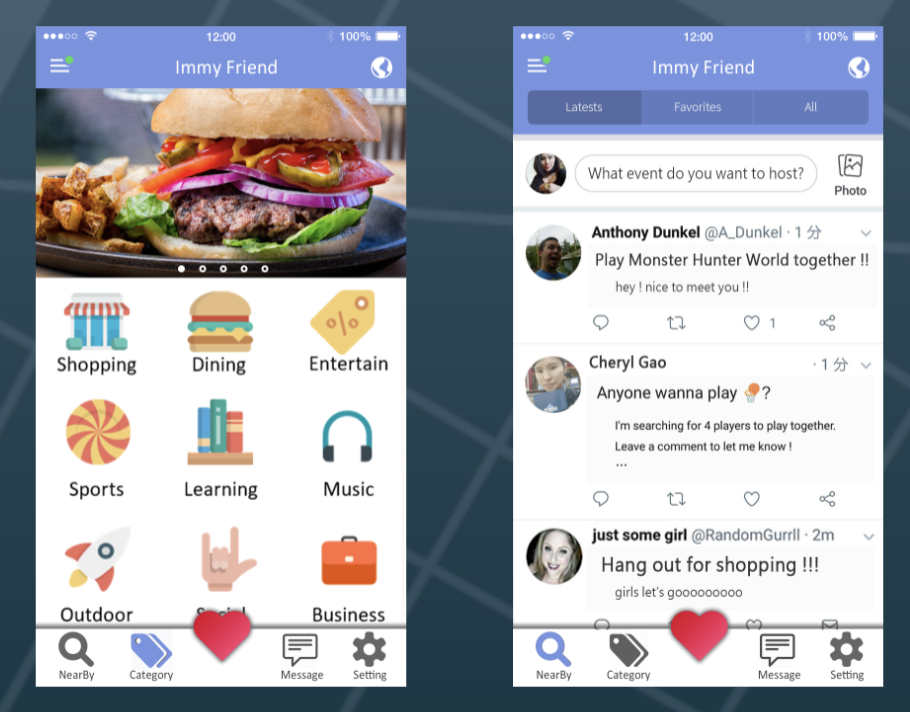 12:00
100%
Immy Friend
Shopping
Dining
Entertain
Sports
Learning
Music
Outdoor
Social
Business
NearBy
Category
Message
Setting
12:00
100%
Immy Friend
Latests
Favorites
All
What event do you want to host?
Photo
Anthony Dunkel @A_Dunkel · 1 分
Play Monster Hunter World together !!
hey ! nice to meet you !!
1
Cheryl Gao · 1 分
Anyone wanna play 🏀?
I'm searching for 4 players to play together.
Leave a comment to let me know !
...
just some girl @RandomGurrll · 2m
Hang out for shopping !!!
girls let's gooooooooo
NearBy
Category
Message
Setting